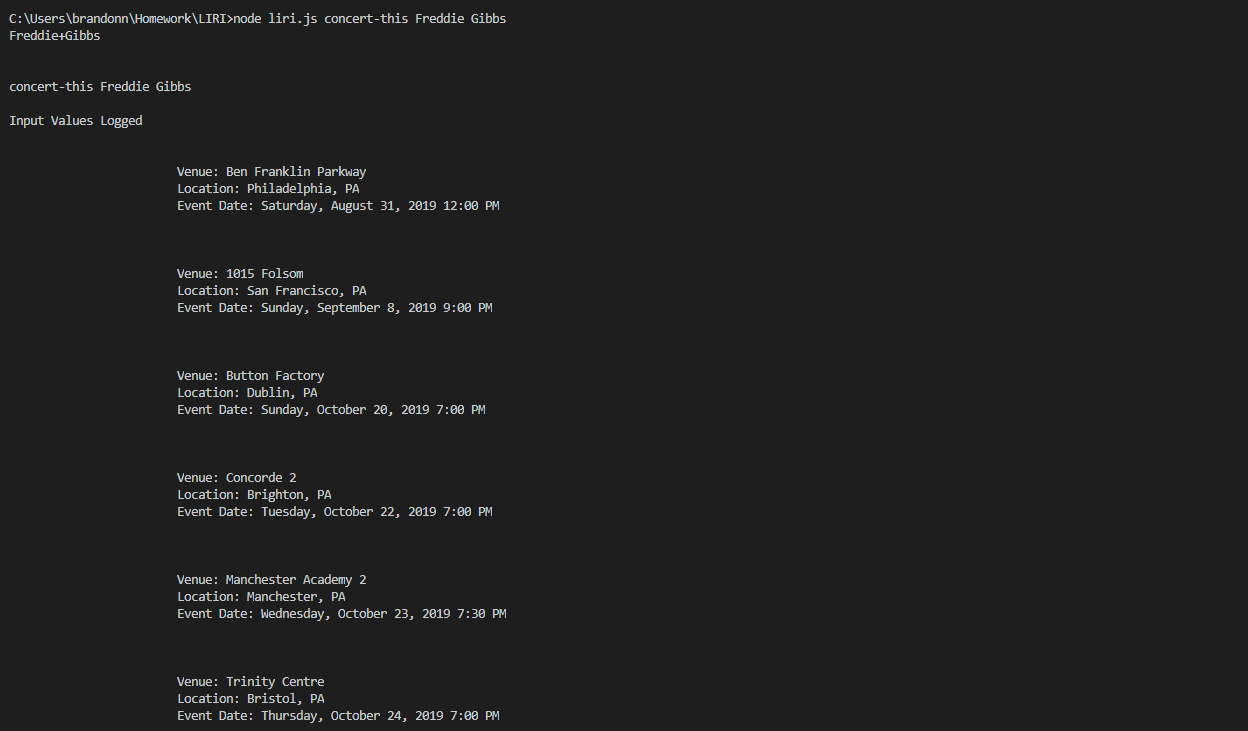 C:\Users\brandonn\Homework\LIRI>node liri.js concert-this Freddie Gibbs
Freddie+Gibbs
concert-this Freddie Gibbs
Input Values Logged
Venue: Ben Franklin Parkway
Location: Philadelphia, PA
Event Date: Saturday, August 31, 2019 12:00 PM
Venue: 1015 Folsom
Location: San Francisco, PA
Event Date: Sunday, September 8, 2019 9:00 PM
Venue: Button Factory
Location: Dublin, PA
Event Date: Sunday, October 20, 2019 7:00 PM
Venue: Concorde 2
Location: Brighton, PA
Event Date: Tuesday, October 22, 2019 7:00 PM
Venue: Manchester Academy 2
Location: Manchester, PA
Event Date: Wednesday, October 23, 2019 7:30 PM
Venue: Trinity Centre
Location: Bristol, PA
Event Date: Thursday, October 24, 2019 7:00 PM